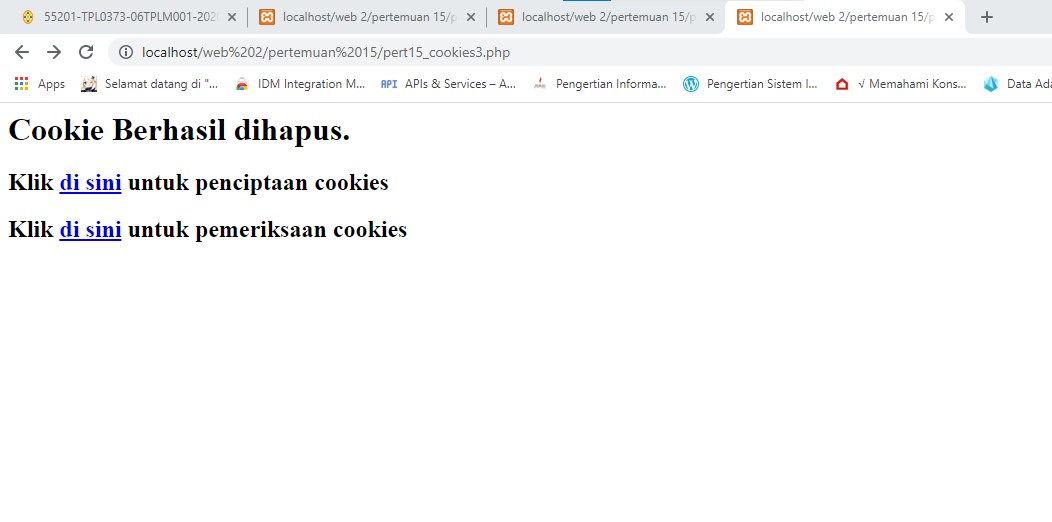 55201-TPL0373-06TPLM001-202
localhost/web 2/pertemuan 15/p
localhost/web 2/pertemuan 15/p
localhost/web 2/pertemuan 15/p
localhost/web%202/pertemuan%2015/pert15_cookies3.php
Apps Selamat datang di "... IDM Integration M... API APIs & Services – A... Pengertian Informa... Pengertian Sistem I... √ Memahami Kons... Data Ada
Cookie Berhasil dihapus.
Klik di sini untuk penciptaan cookies
Klik di sini untuk pemeriksaan cookies